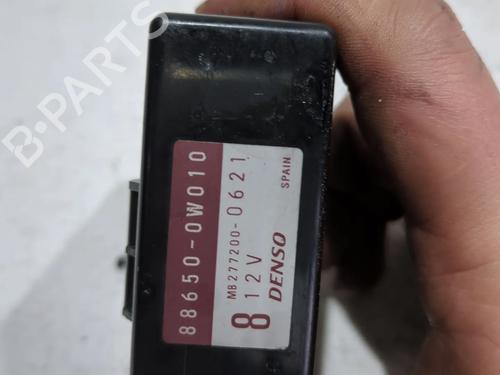 B-PARTS
88650-0W010
MB277200-0621
8 12V
DENSO
SPAIN